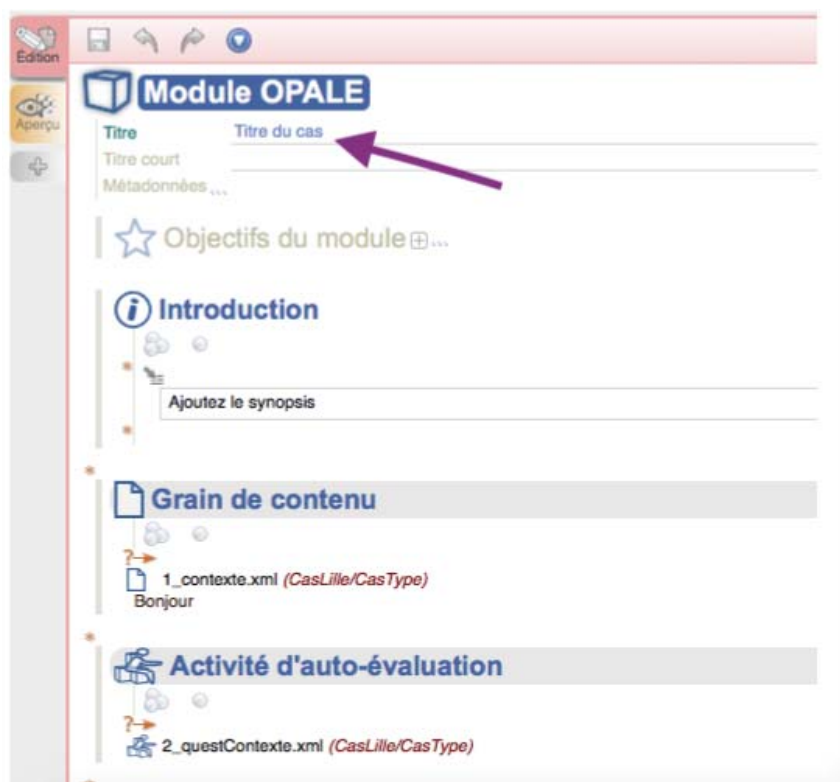 Édition
Module OPALE
Aperçu
Titre Titre du cas
Titre court
Métadonnées ...
Objectifs du module ...
Introduction
Ajoutez le synopsis
Grain de contenu
?
1_contexte.xml (CasLille/CasType)
Bonjour
Activité d'auto-évaluation
?
2_questContexte.xml (CasLille/CasType)